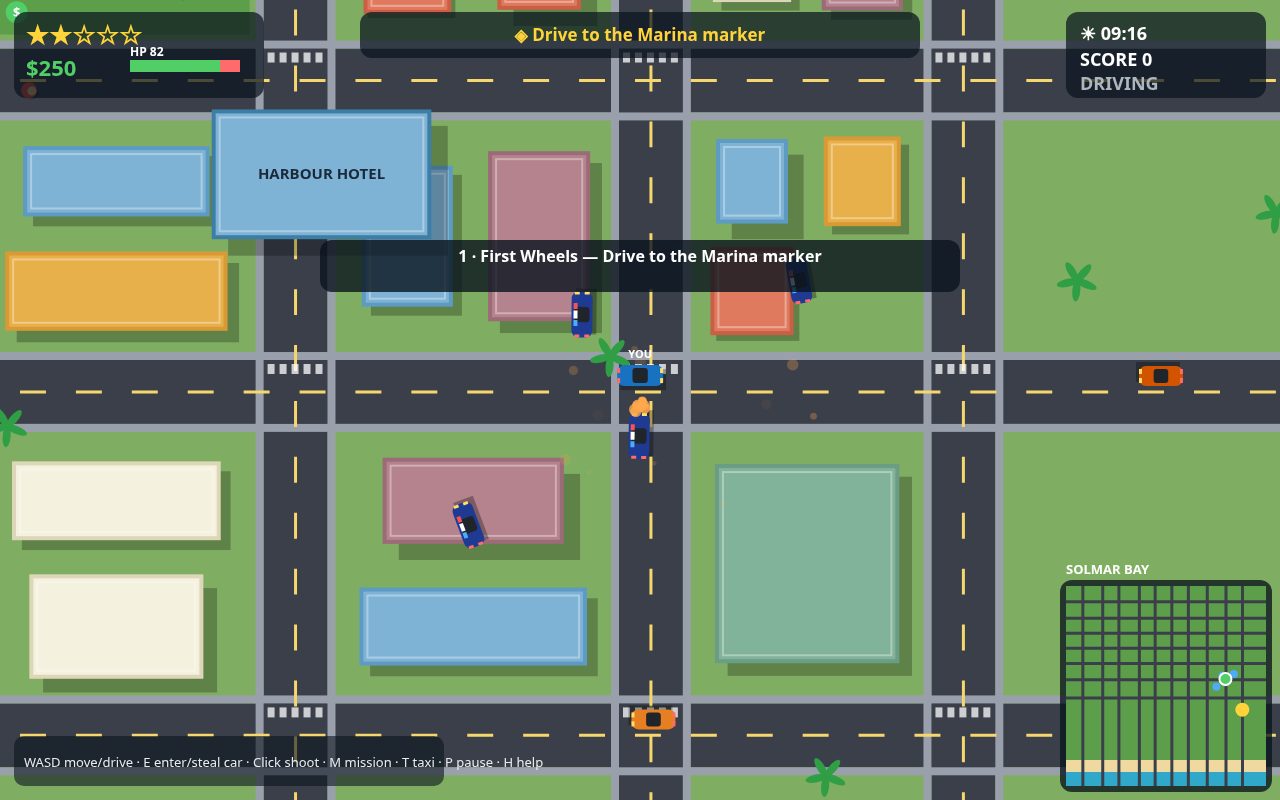 $
★★☆☆☆
HP 82
$250
◈ Drive to the Marina marker
☀ 09:16
SCORE 0
DRIVING
HARBOUR HOTEL
1 · First Wheels — Drive to the Marina marker
YOU
SOLMAR BAY
WASD move/drive · E enter/steal car · Click shoot · M mission · T taxi · P pause · H help